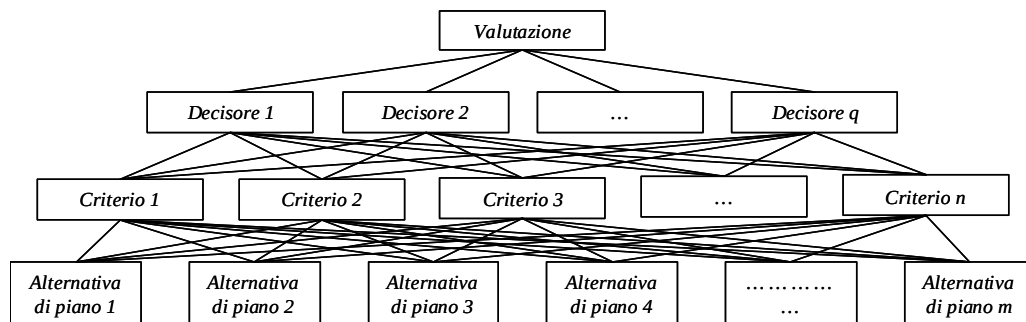 Valutazione
Decisore 1 Decisore 2 … Decisore q
Criterio 1 Criterio 2 Criterio 3 … Criterio n
Alternativa di piano 1
Alternativa di piano 2
Alternativa di piano 3
Alternativa di piano 4
… … … …
…
Alternativa di piano m